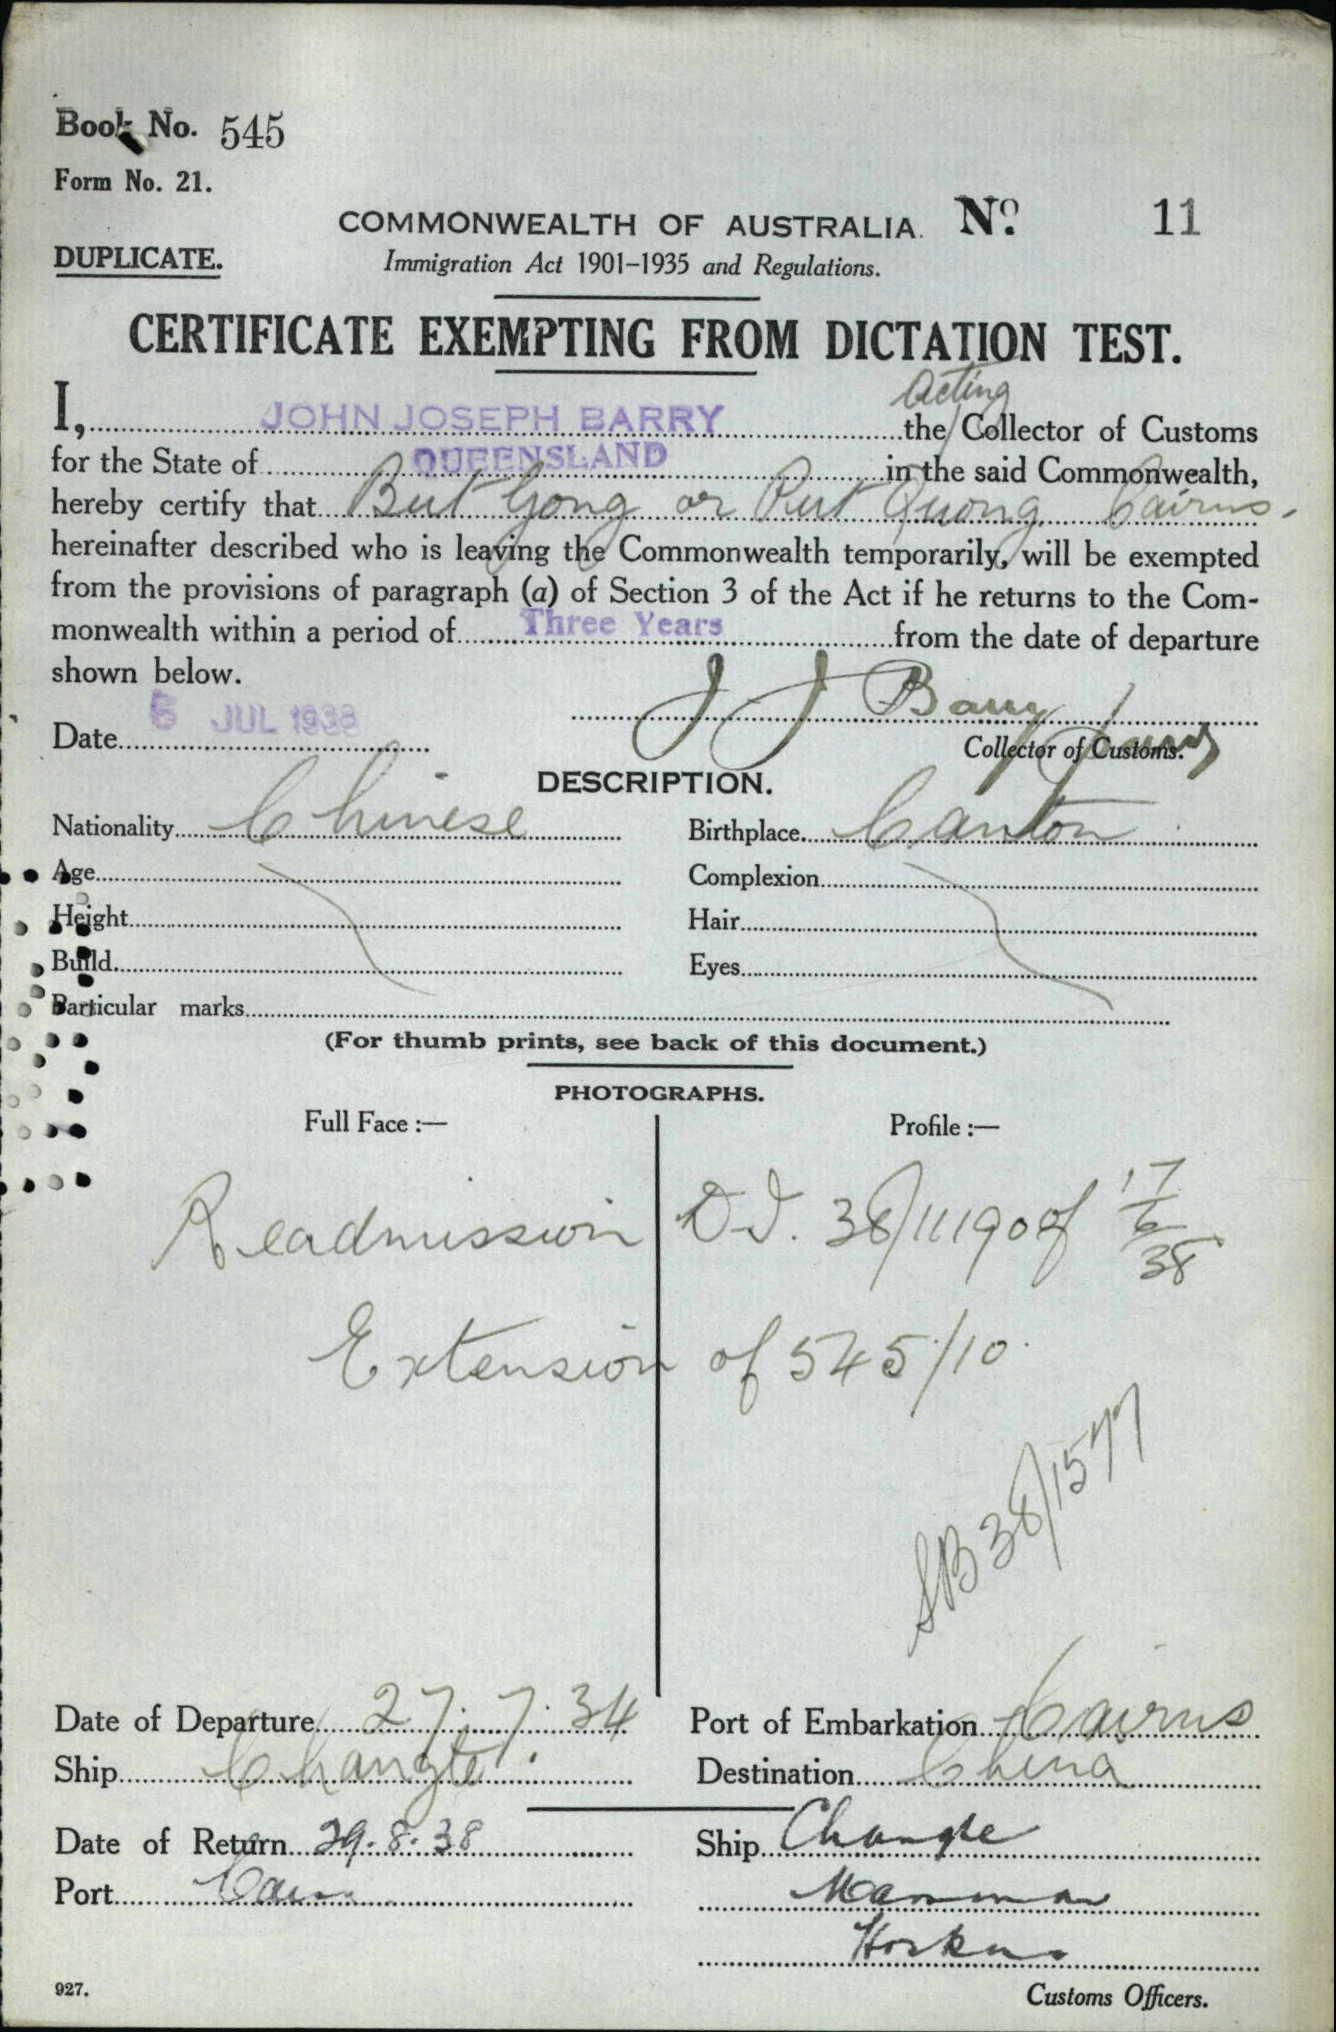 Book No. 545
Form No. 21.
COMMONWEALTH OF AUSTRALIA. No. 11
DUPLICATE.
Immigration Act 1901-1935 and Regulations.
CERTIFICATE EXEMPTING FROM DICTATION TEST.
Acting
I, JOHN JOSEPH BARRY the Collector of Customs
for the State of QUEENSLAND in the said Commonwealth,
hereby certify that But Gong or Put Quong Cairns.
hereinafter described who is leaving the Commonwealth temporarily, will be exempted
from the provisions of paragraph (a) of Section 3 of the Act if he returns to the Com-
monwealth within a period of Three Years from the date of departure
shown below.
J J Barry
Date 6 JUL 1938
Collector of Customs.
DESCRIPTION.
Nationality Chinese Birthplace Canton
Age Complexion
Height Hair
Build Eyes
Particular marks
(For thumb prints, see back of this document.)
PHOTOGRAPHS.
Full Face :— Profile :—
Readmission D.I. 38/11190 of 17/6/38
Extension of 545/10.
SB 38/1577
Date of Departure 27.7.34 Port of Embarkation Cairns
Ship Changte. Destination China
Date of Return 29.8.38 Ship Changte
Port Cairns
Customs Officers.
927.